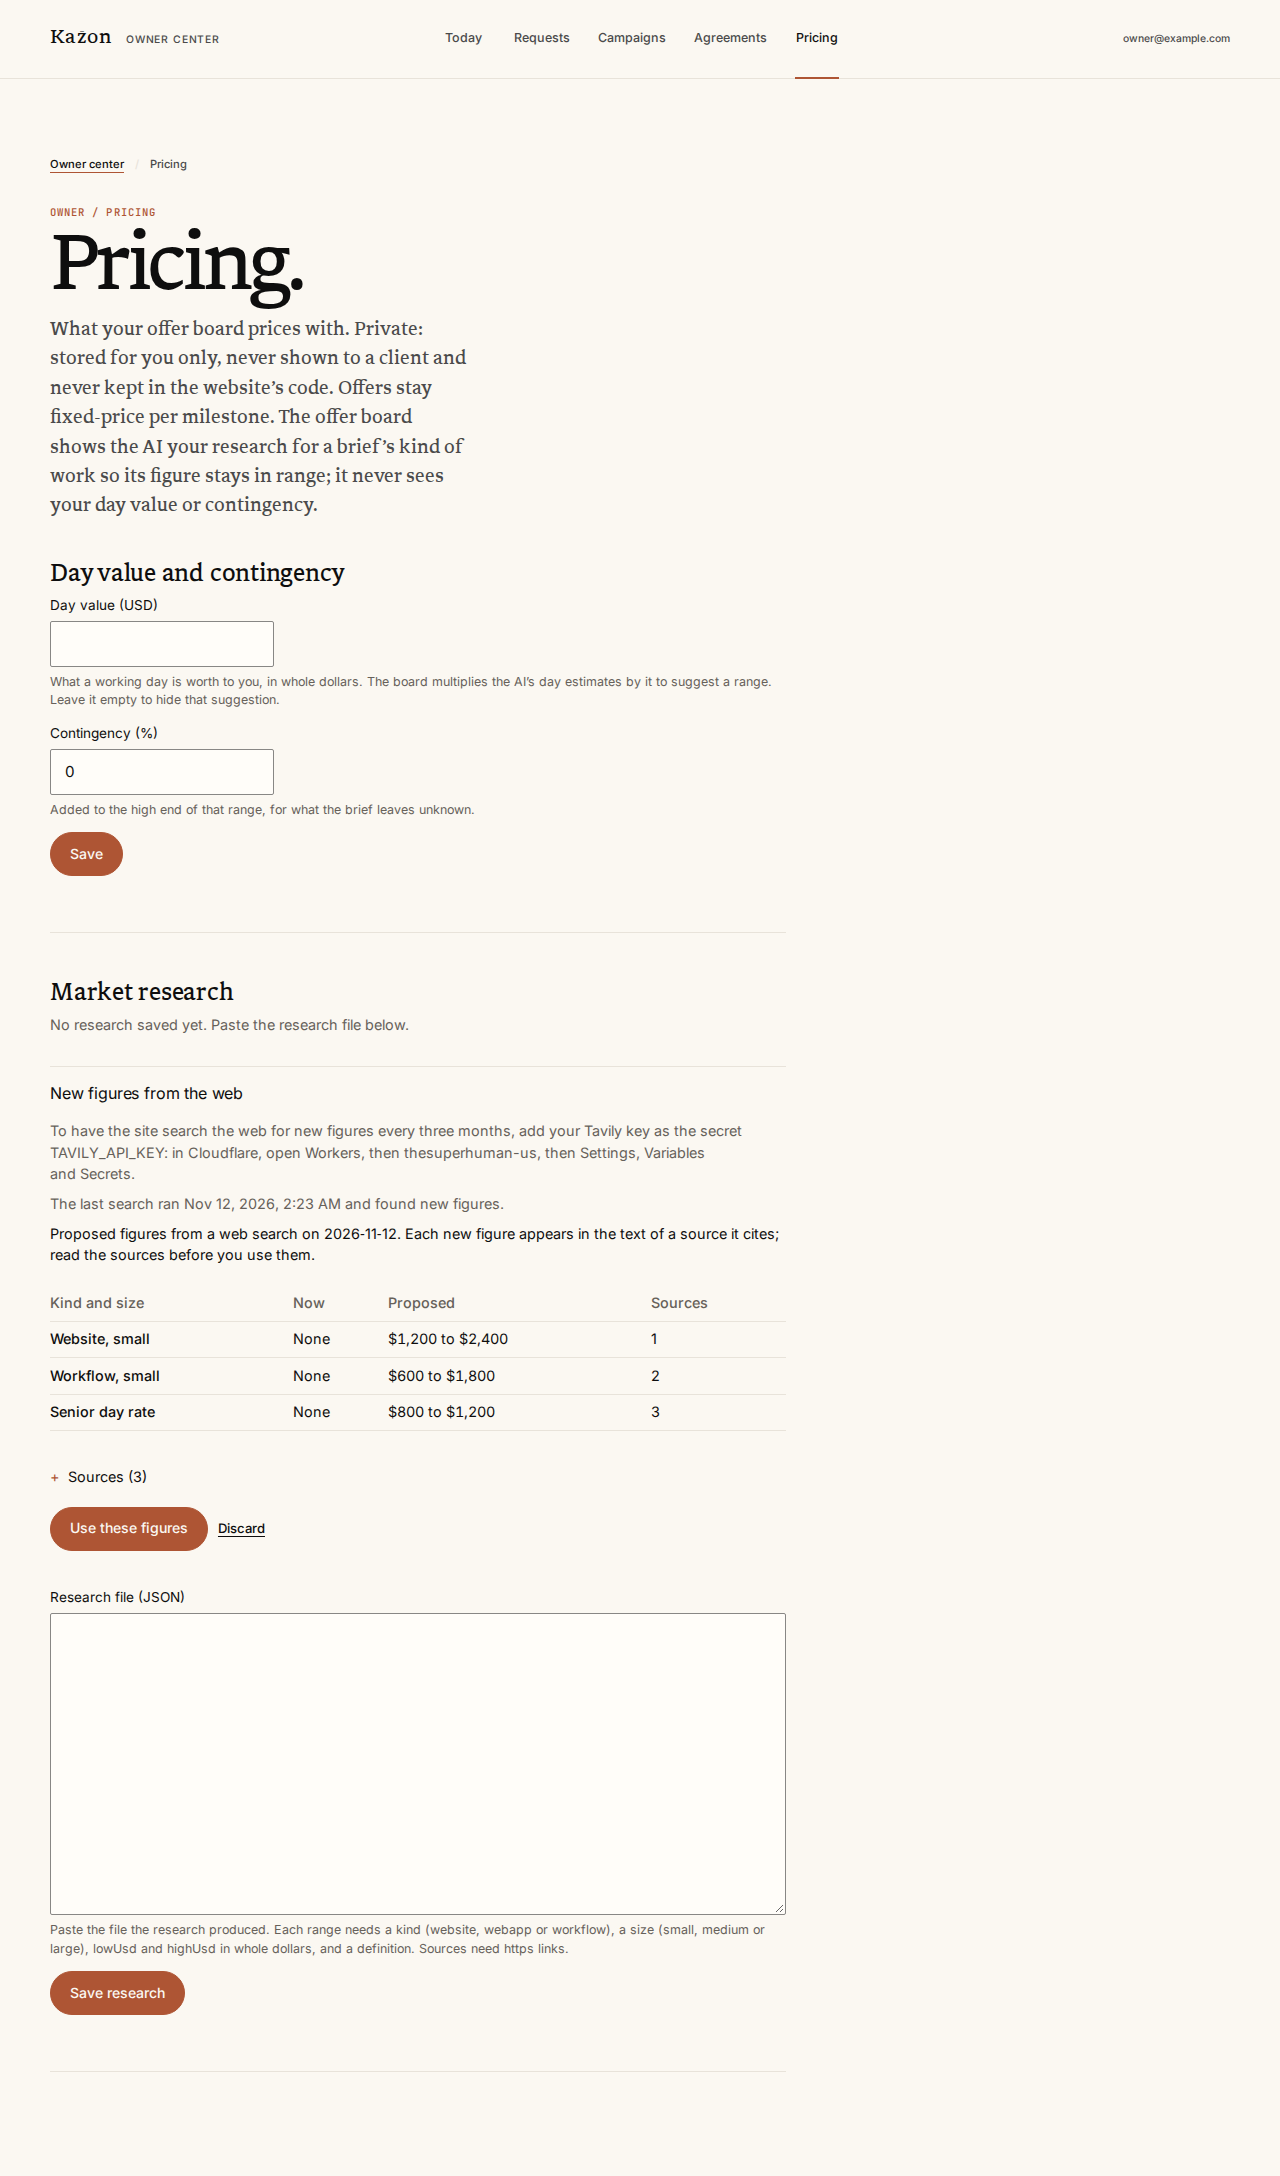 Kažon OWNER CENTER
Today Requests Campaigns Agreements Pricing
owner@example.com
Owner center / Pricing
OWNER / PRICING
Pricing.
What your offer board prices with. Private:
stored for you only, never shown to a client and
never kept in the website’s code. Offers stay
fixed-price per milestone. The offer board
shows the AI your research for a brief’s kind of
work so its figure stays in range; it never sees
your day value or contingency.
Day value and contingency
Day value (USD)
What a working day is worth to you, in whole dollars. The board multiplies the AI’s day estimates by it to suggest a range.
Leave it empty to hide that suggestion.
Contingency (%)
0
Added to the high end of that range, for what the brief leaves unknown.
Save
Market research
No research saved yet. Paste the research file below.
New figures from the web
To have the site search the web for new figures every three months, add your Tavily key as the secret
TAVILY_API_KEY: in Cloudflare, open Workers, then thesuperhuman-us, then Settings, Variables
and Secrets.
The last search ran Nov 12, 2026, 2:23 AM and found new figures.
Proposed figures from a web search on 2026-11-12. Each new figure appears in the text of a source it cites;
read the sources before you use them.
Kind and size Now Proposed Sources
Website, small None $1,200 to $2,400 1
Workflow, small None $600 to $1,800 2
Senior day rate None $800 to $1,200 3
+ Sources (3)
Use these figures Discard
Research file (JSON)
Paste the file the research produced. Each range needs a kind (website, webapp or workflow), a size (small, medium or
large), lowUsd and highUsd in whole dollars, and a definition. Sources need https links.
Save research